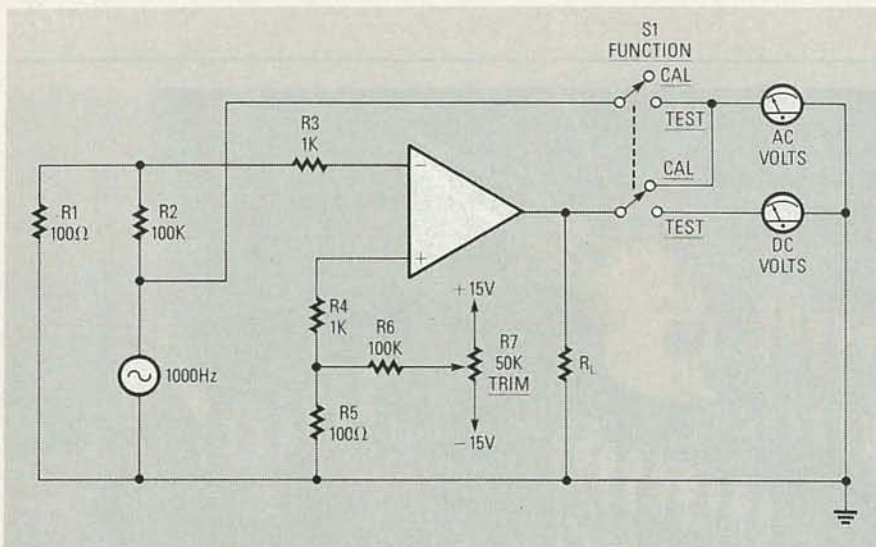 S1
FUNCTION
CAL
TEST
AC
VOLTS
R3
1K
−
+
CAL
TEST
DC
VOLTS
R1
100Ω
R2
100K
1000Hz
R4
1K
R6
100K
+15V
R7
50K
TRIM
−15V
R5
100Ω
RL